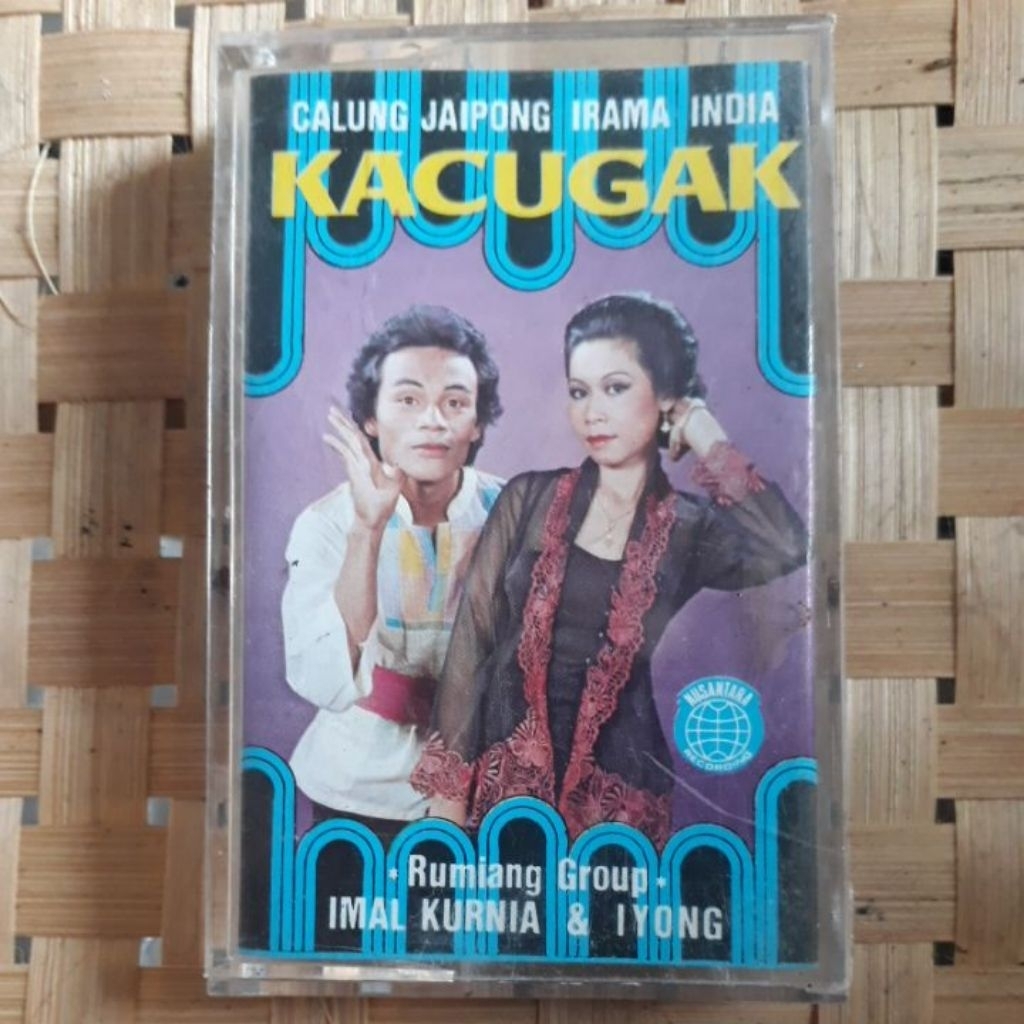 CALUNG JAIPONG IRAMA INDIA
KACUGAK
NUSANTARA
RECORDING
* Rumiang Group *
IMAL KURNIA & IYONG